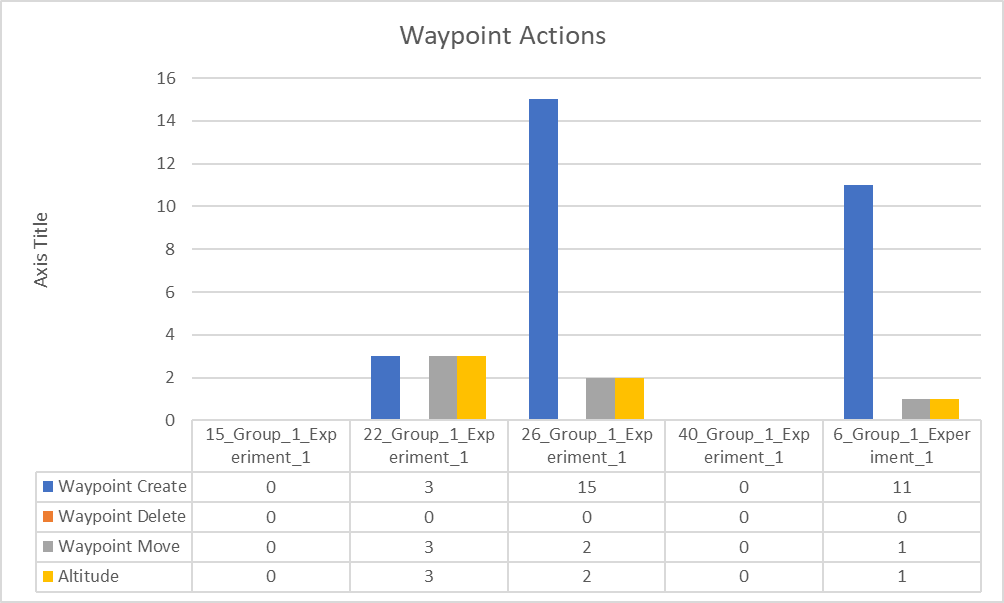 Waypoint Actions
16
14
12
10
8
6
4
2
0
Axis Title
15_Group_1_Exp 22_Group_1_Exp 26_Group_1_Exp 40_Group_1_Exp 6_Group_1_Exper
eriment_1 eriment_1 eriment_1 eriment_1 iment_1
Waypoint Create 0 3 15 0 11
Waypoint Delete 0 0 0 0 0
Waypoint Move 0 3 2 0 1
Altitude 0 3 2 0 1